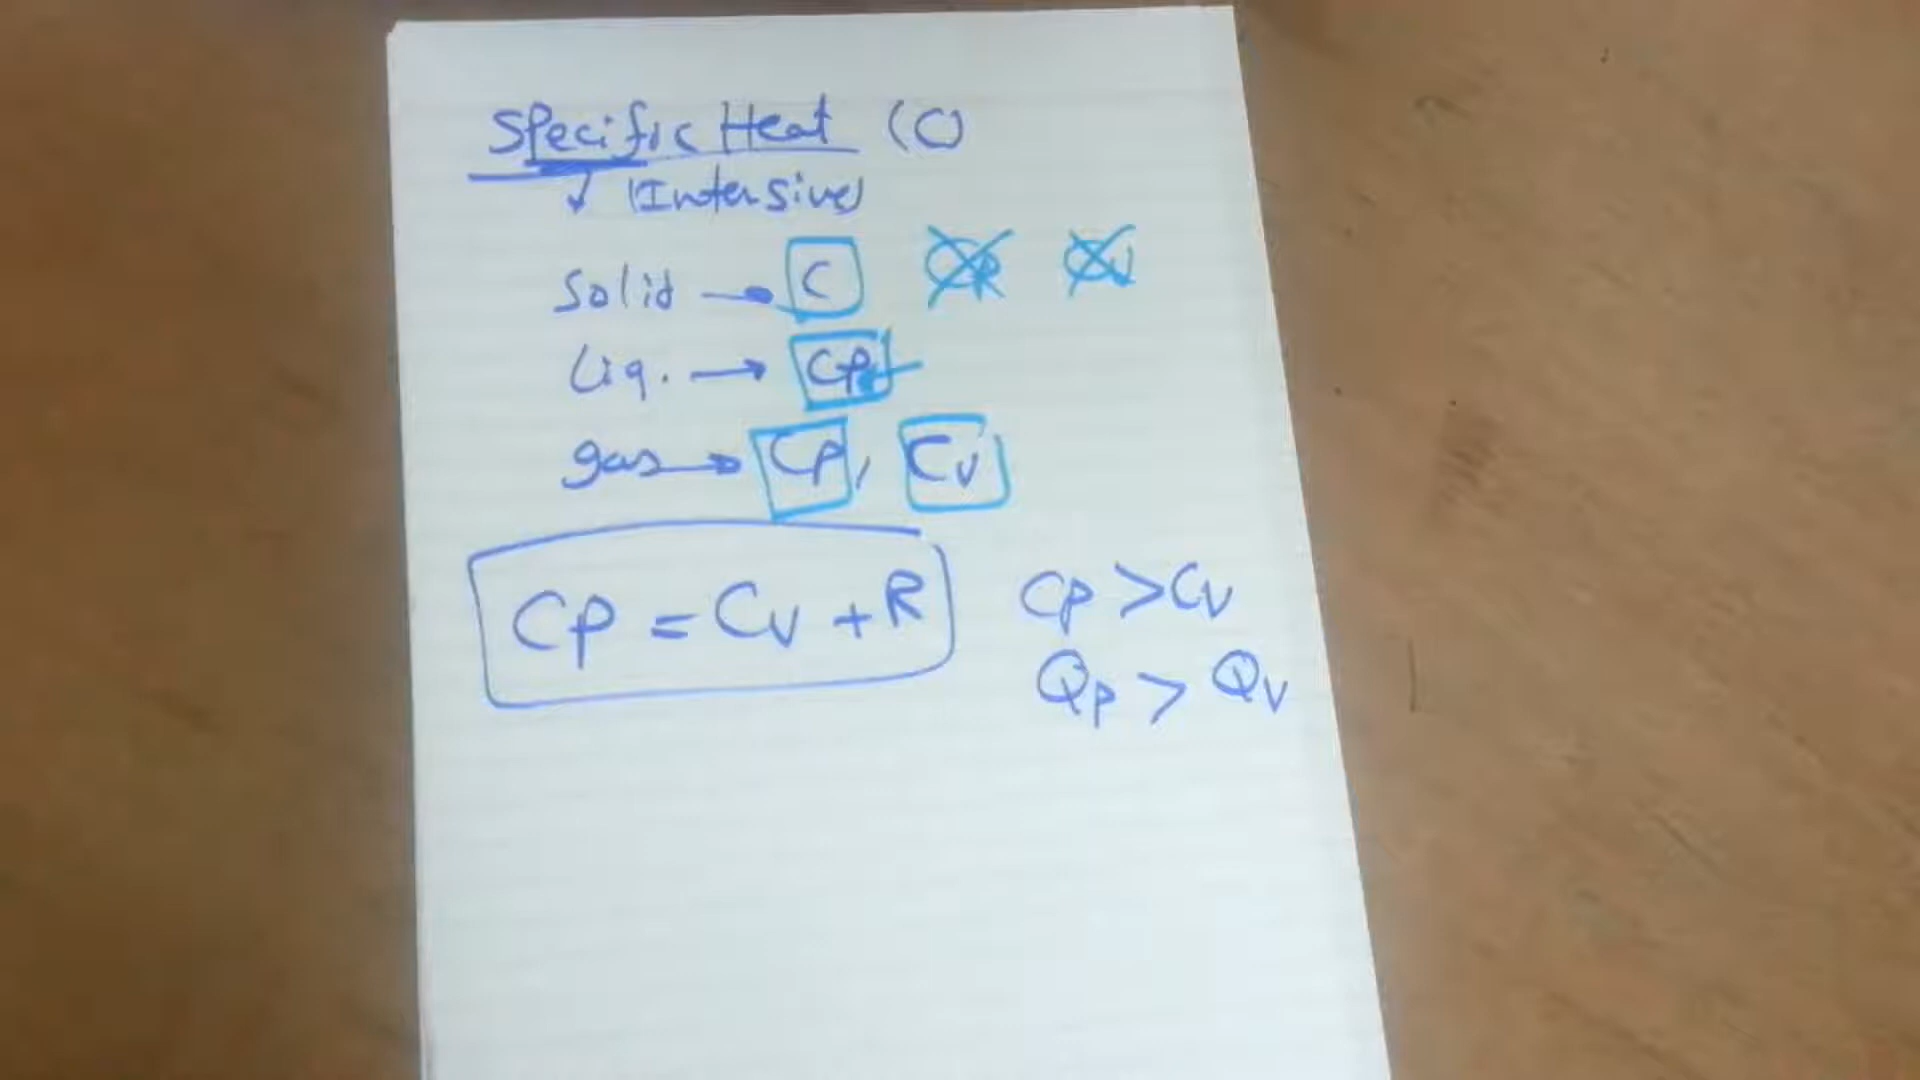 Specific Heat (C)
(Intensive)
Solid → C CP CV
Liq. → CP
gas → CP, CV
CP = CV + R
CP > CV
QP > QV